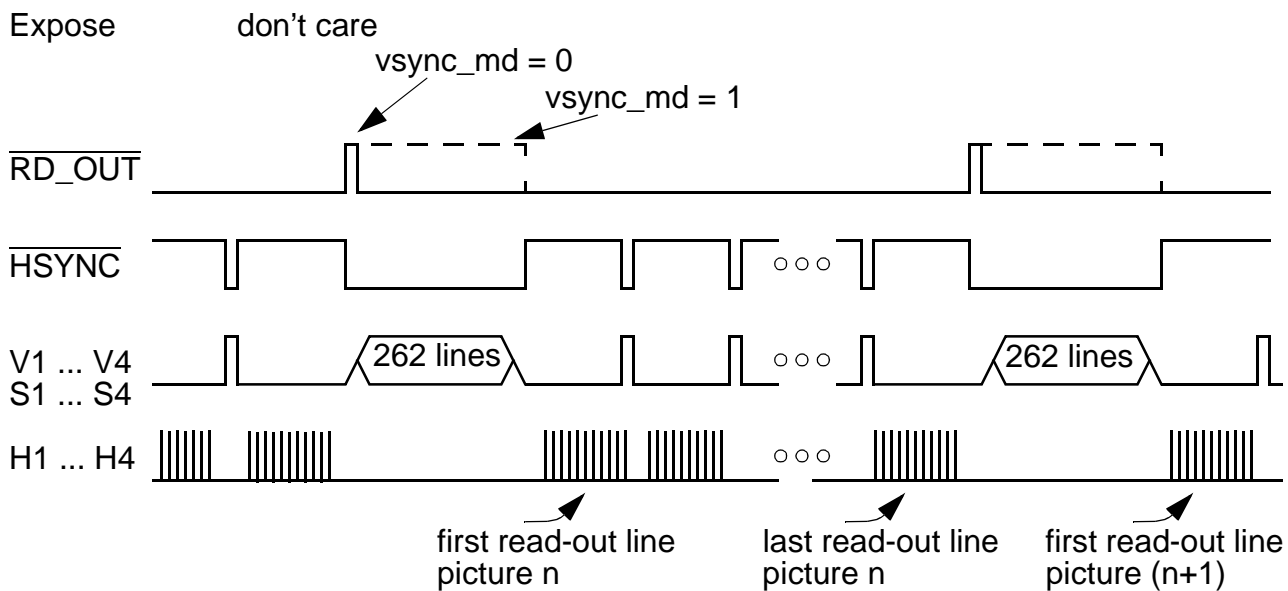 Expose don't care
vsync_md = 0
vsync_md = 1
RD_OUT
HSYNC
V1 ... V4 262 lines 262 lines
S1 ... S4
H1 ... H4
first read-out line last read-out line first read-out line
picture n picture n picture (n+1)